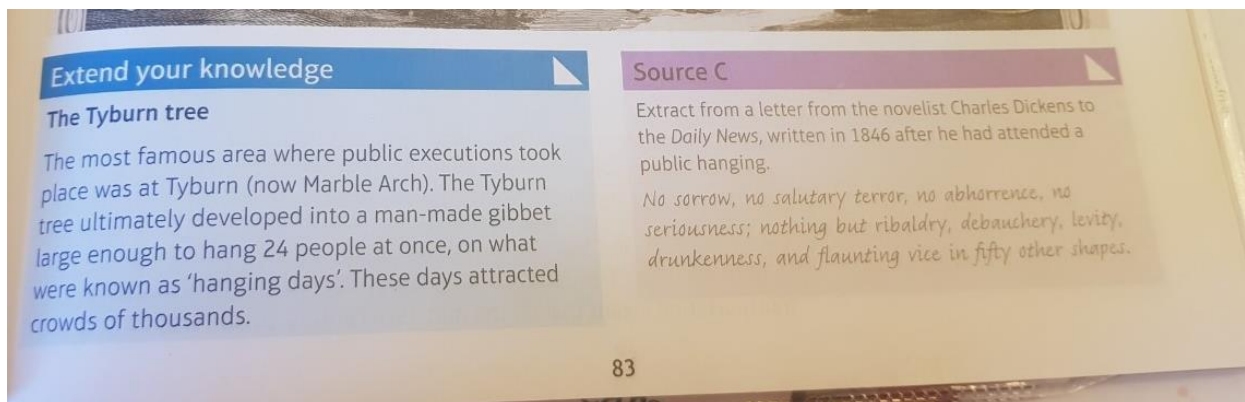 Extend your knowledge
The Tyburn tree
The most famous area where public executions took
place was at Tyburn (now Marble Arch). The Tyburn
tree ultimately developed into a man-made gibbet
large enough to hang 24 people at once, on what
were known as ‘hanging days’. These days attracted
crowds of thousands.
Source C
Extract from a letter from the novelist Charles Dickens to
the Daily News, written in 1846 after he had attended a
public hanging.
No sorrow, no salutary terror, no abhorrence, no
seriousness; nothing but ribaldry, debauchery, levity,
drunkenness, and flaunting vice in fifty other shapes.
83